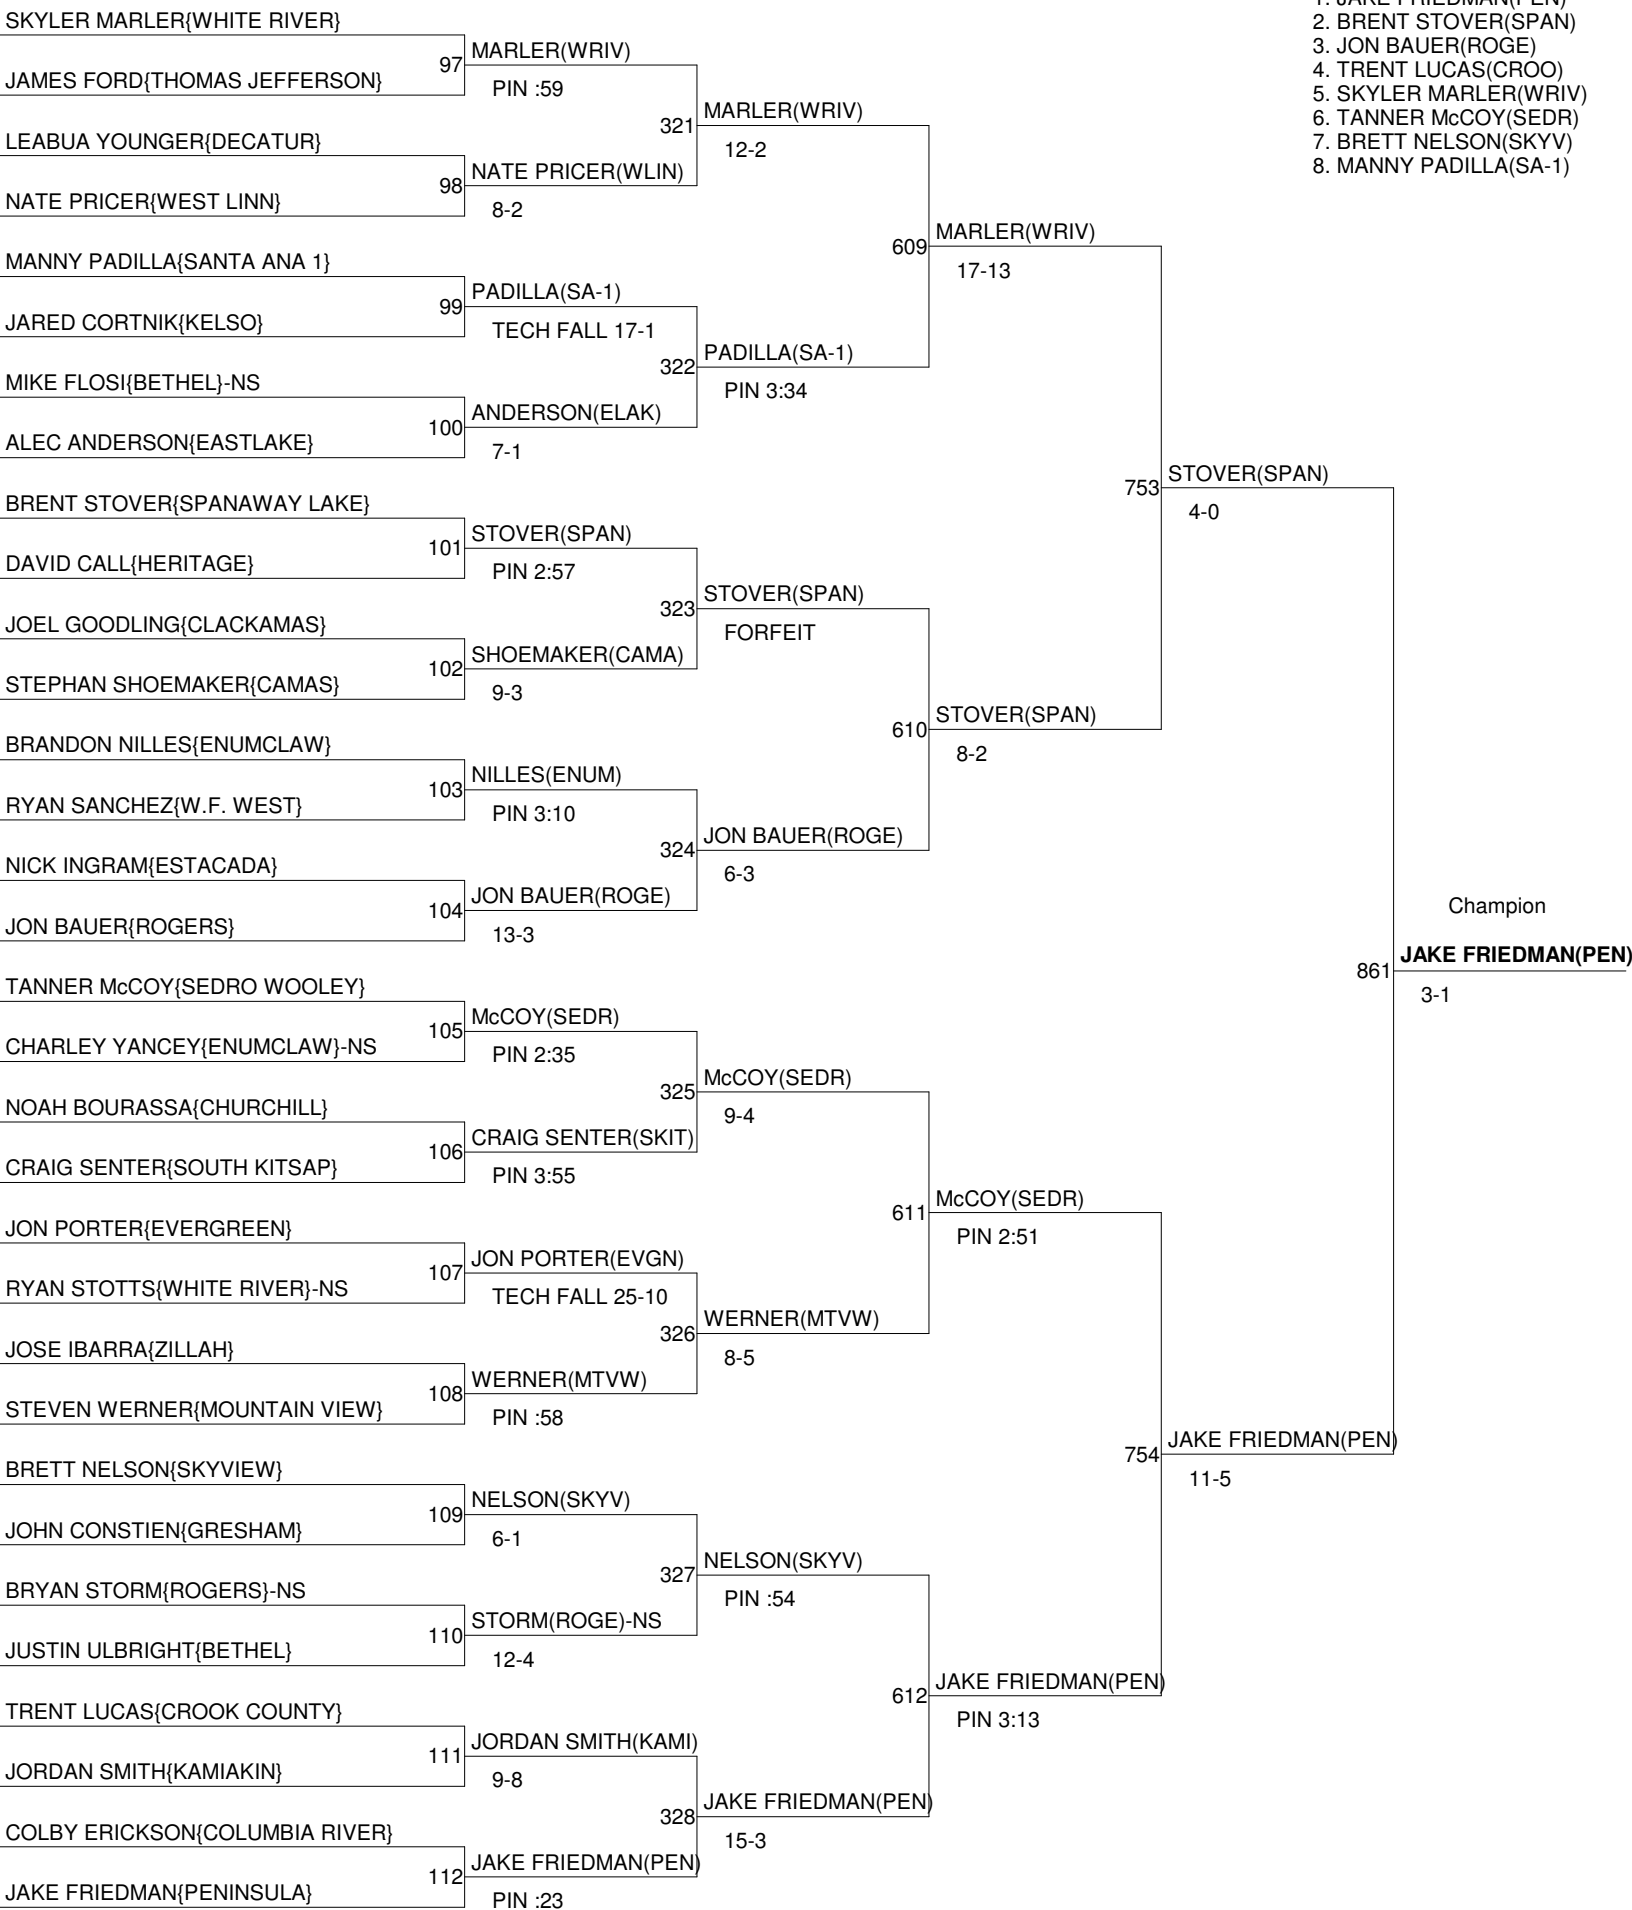 1. JAKE FRIEDMAN(PEN)
2. BRENT STOVER(SPAN)
3. JON BAUER(ROGE)
4. TRENT LUCAS(CROO)
5. SKYLER MARLER(WRIV)
6. TANNER McCOY(SEDR)
7. BRETT NELSON(SKYV)
8. MANNY PADILLA(SA-1)
SKYLER MARLER{WHITE RIVER}
97
MARLER(WRIV)
PIN :59
JAMES FORD{THOMAS JEFFERSON}
321
MARLER(WRIV)
12-2
LEABUA YOUNGER{DECATUR}
98
NATE PRICER(WLIN)
8-2
NATE PRICER{WEST LINN}
609
MARLER(WRIV)
17-13
MANNY PADILLA{SANTA ANA 1}
99
PADILLA(SA-1)
TECH FALL 17-1
JARED CORTNIK{KELSO}
322
PADILLA(SA-1)
PIN 3:34
MIKE FLOSI{BETHEL}-NS
100
ANDERSON(ELAK)
7-1
ALEC ANDERSON{EASTLAKE}
753
STOVER(SPAN)
4-0
BRENT STOVER{SPANAWAY LAKE}
101
STOVER(SPAN)
PIN 2:57
DAVID CALL{HERITAGE}
323
STOVER(SPAN)
FORFEIT
JOEL GOODLING{CLACKAMAS}
102
SHOEMAKER(CAMA)
9-3
STEPHAN SHOEMAKER{CAMAS}
610
STOVER(SPAN)
8-2
BRANDON NILLES{ENUMCLAW}
103
NILLES(ENUM)
PIN 3:10
RYAN SANCHEZ{W.F. WEST}
324
JON BAUER(ROGE)
6-3
NICK INGRAM{ESTACADA}
104
JON BAUER(ROGE)
13-3
JON BAUER{ROGERS}
Champion
861
JAKE FRIEDMAN(PEN)
3-1
TANNER McCOY{SEDRO WOOLEY}
105
McCOY(SEDR)
PIN 2:35
CHARLEY YANCEY{ENUMCLAW}-NS
325
McCOY(SEDR)
9-4
NOAH BOURASSA{CHURCHILL}
106
CRAIG SENTER(SKIT)
PIN 3:55
CRAIG SENTER{SOUTH KITSAP}
611
McCOY(SEDR)
PIN 2:51
JON PORTER{EVERGREEN}
107
JON PORTER(EVGN)
TECH FALL 25-10
RYAN STOTTS{WHITE RIVER}-NS
326
WERNER(MTVW)
8-5
JOSE IBARRA{ZILLAH}
108
WERNER(MTVW)
PIN :58
STEVEN WERNER{MOUNTAIN VIEW}
754
JAKE FRIEDMAN(PEN)
11-5
BRETT NELSON{SKYVIEW}
109
NELSON(SKYV)
6-1
JOHN CONSTIEN{GRESHAM}
327
NELSON(SKYV)
PIN :54
BRYAN STORM{ROGERS}-NS
110
STORM(ROGE)-NS
12-4
JUSTIN ULBRIGHT{BETHEL}
612
JAKE FRIEDMAN(PEN)
PIN 3:13
TRENT LUCAS{CROOK COUNTY}
111
JORDAN SMITH(KAMI)
9-8
JORDAN SMITH{KAMIAKIN}
328
JAKE FRIEDMAN(PEN)
15-3
COLBY ERICKSON{COLUMBIA RIVER}
112
JAKE FRIEDMAN(PEN)
PIN :23
JAKE FRIEDMAN{PENINSULA}